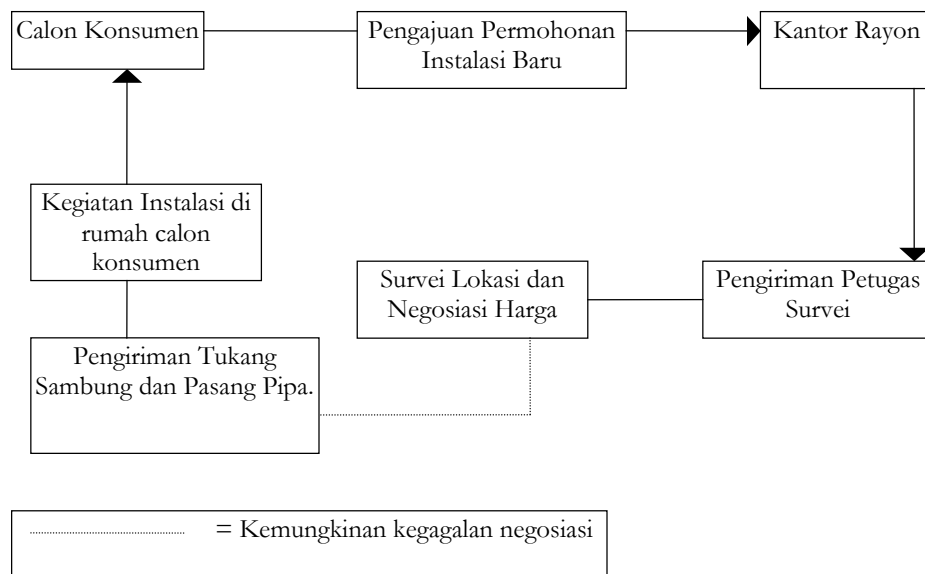 Calon Konsumen
Pengajuan Permohonan
Instalasi Baru
Kantor Rayon
Kegiatan Instalasi di
rumah calon
konsumen
Survei Lokasi dan
Negosiasi Harga
Pengiriman Petugas
Survei
Pengiriman Tukang
Sambung dan Pasang Pipa.
= Kemungkinan kegagalan negosiasi